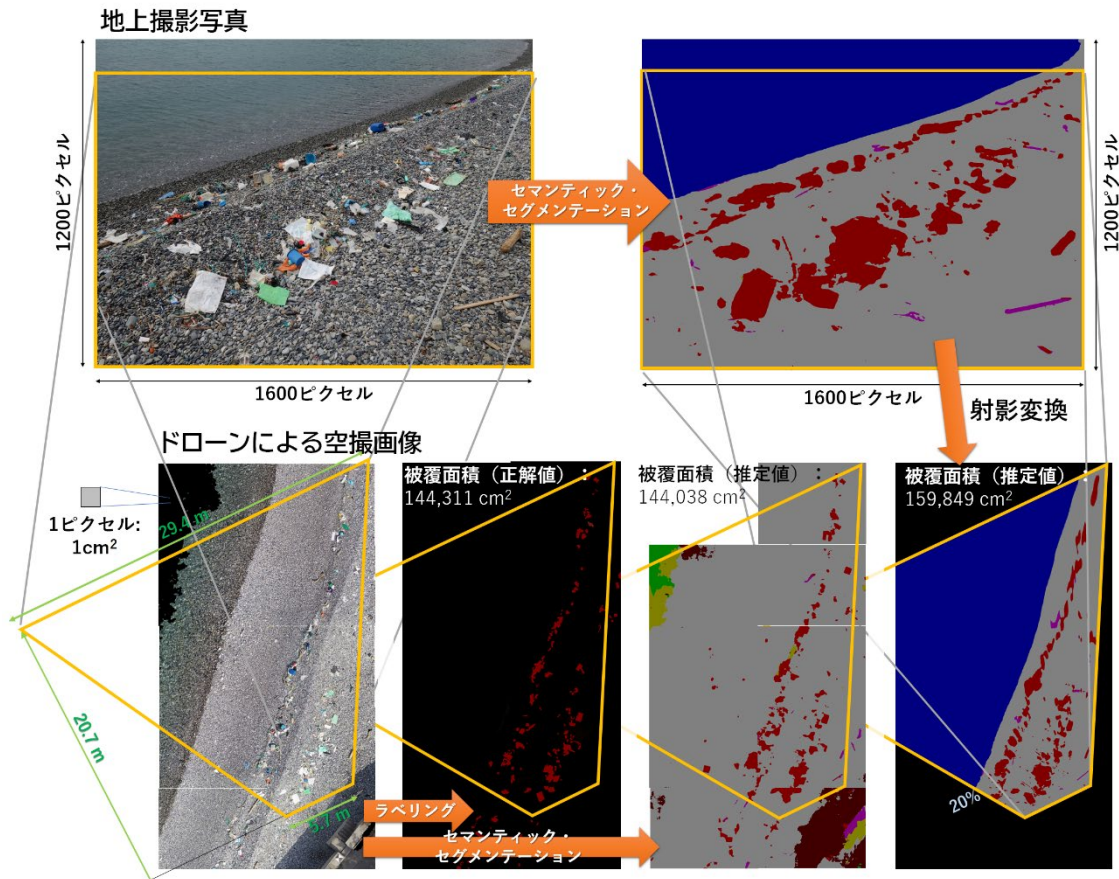 地上撮影写真
1200ピクセル
1600ピクセル
セマンティック・
セグメンテーション
1200ピクセル
1600ピクセル
射影変換
ドローンによる空撮画像
1ピクセル:
1cm²
29.4 m
20.7 m
3.7 m
被覆面積（正解値）：
144,311 cm²
被覆面積（推定値）：
144,038 cm²
被覆面積（推定値）：
159,849 cm²
20%
ラベリング
セマンティック・
セグメンテーション